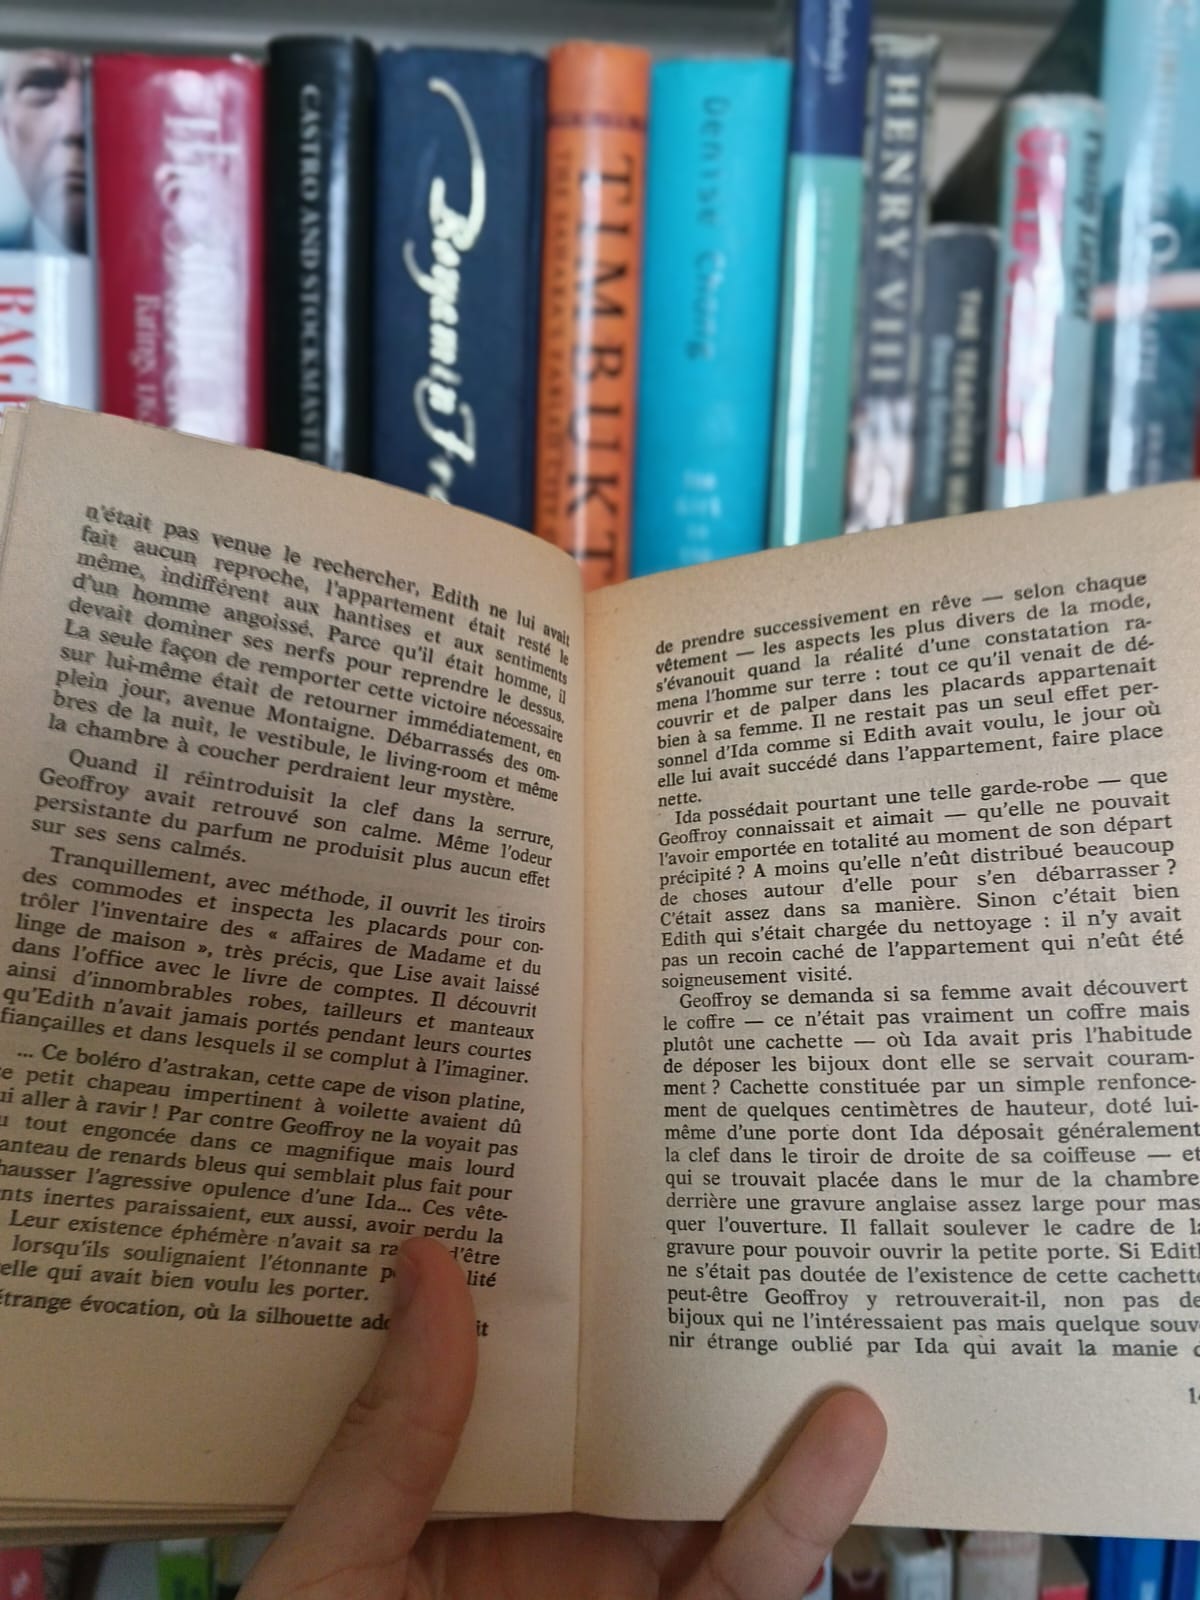 BAGE
CASTRO AND STOCKMASTE
Benjamin Fr
TIMBUKT
Denise Chong
THE
GIRL
IN
Sotheby's
HENRY VIII
THE TEACHER
n'était pas venue le rechercher, Edith ne lui avait
fait aucun reproche, l'appartement était resté le
même, indifférent aux hantises et aux sentiments
d'un homme angoissé. Parce qu'il était homme, il
devait dominer ses nerfs pour reprendre le dessus.
La seule façon de remporter cette victoire nécessaire
sur lui-même était de retourner immédiatement, en
plein jour, avenue Montaigne. Débarrassés des om-
bres de la nuit, le vestibule, le living-room et même
la chambre à coucher perdraient leur mystère.
Quand il réintroduisit la clef dans la serrure,
Geoffroy avait retrouvé son calme. Même l'odeur
persistante du parfum ne produisit plus aucun effet
sur ses sens calmés.
Tranquillement, avec méthode, il ouvrit les tiroirs
des commodes et inspecta les placards pour con-
trôler l'inventaire des « affaires de Madame et du
linge de maison », très précis, que Lise avait laissé
dans l'office avec le livre de comptes. Il découvrit
ainsi d'innombrables robes, tailleurs et manteaux
qu'Edith n'avait jamais portés pendant leurs courtes
fiançailles et dans lesquels il se complut à l'imaginer.
... Ce boléro d'astrakan, cette cape de vison platine,
e petit chapeau impertinent à voilette avaient dû
ui aller à ravir ! Par contre Geoffroy ne la voyait pas
u tout engoncée dans ce magnifique mais lourd
anteau de renards bleus qui semblait plus fait pour
hausser l'agressive opulence d'une Ida... Ces vête-
nts inertes paraissaient, eux aussi, avoir perdu la
Leur existence éphémère n'avait sa ra d'être
lorsqu'ils soulignaient l'étonnante p lité
elle qui avait bien voulu les porter.
étrange évocation, où la silhouette ado it
de prendre successivement en rêve — selon chaque
vêtement — les aspects les plus divers de la mode,
s'évanouit quand la réalité d'une constatation ra-
mena l'homme sur terre : tout ce qu'il venait de dé-
couvrir et de palper dans les placards appartenait
bien à sa femme. Il ne restait pas un seul effet per-
sonnel d'Ida comme si Edith avait voulu, le jour où
elle lui avait succédé dans l'appartement, faire place
nette.
Ida possédait pourtant une telle garde-robe — que
Geoffroy connaissait et aimait — qu'elle ne pouvait
l'avoir emportée en totalité au moment de son départ
précipité ? A moins qu'elle n'eût distribué beaucoup
de choses autour d'elle pour s'en débarrasser ?
C'était assez dans sa manière. Sinon c'était bien
Edith qui s'était chargée du nettoyage : il n'y avait
pas un recoin caché de l'appartement qui n'eût été
soigneusement visité.
Geoffroy se demanda si sa femme avait découvert
le coffre — ce n'était pas vraiment un coffre mais
plutôt une cachette — où Ida avait pris l'habitude
de déposer les bijoux dont elle se servait couram-
ment ? Cachette constituée par un simple renfonce-
ment de quelques centimètres de hauteur, doté lui-
même d'une porte dont Ida déposait généralement
la clef dans le tiroir de droite de sa coiffeuse — et
qui se trouvait placée dans le mur de la chambre
derrière une gravure anglaise assez large pour mas
quer l'ouverture. Il fallait soulever le cadre de la
gravure pour pouvoir ouvrir la petite porte. Si Edith
ne s'était pas doutée de l'existence de cette cachette
peut-être Geoffroy y retrouverait-il, non pas de
bijoux qui ne l'intéressaient pas mais quelque souv
nir étrange oublié par Ida qui avait la manie d
14